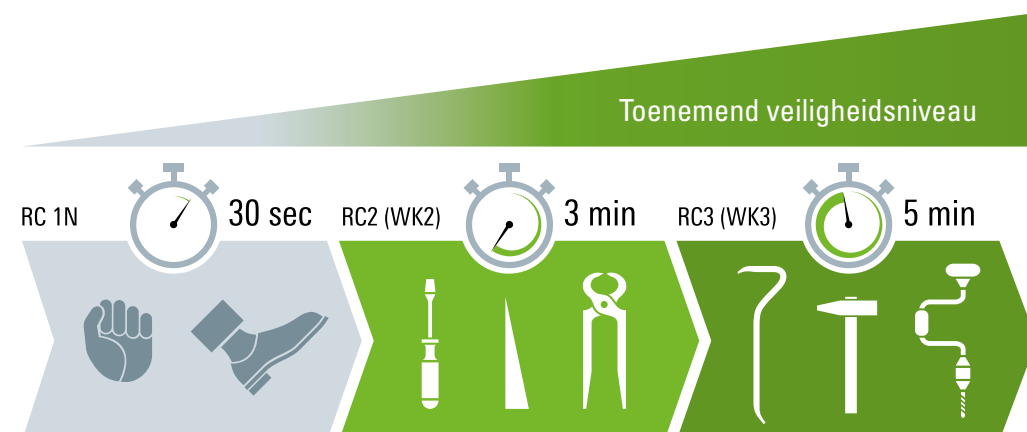 Toenemend veiligheidsniveau
RC 1N
30 sec
RC2 (WK2)
3 min
RC3 (WK3)
5 min